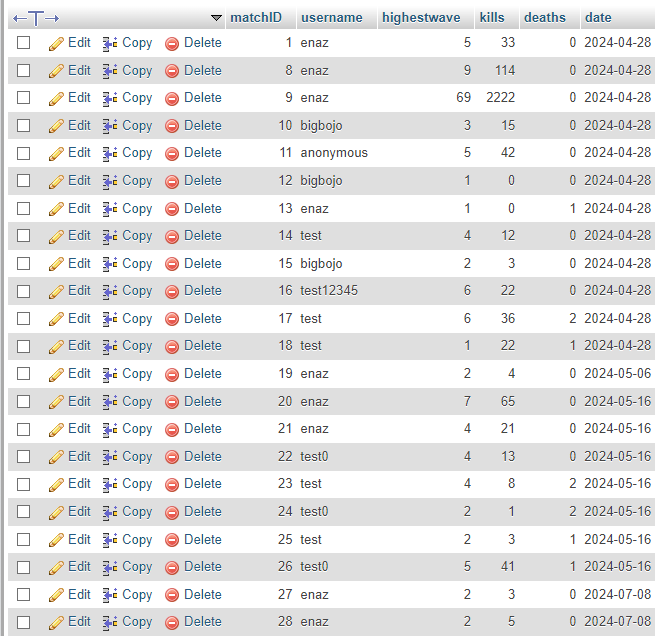 matchID username highestwave kills deaths date
Edit Copy Delete 1 enaz 5 33 0 2024-04-28
Edit Copy Delete 8 enaz 9 114 0 2024-04-28
Edit Copy Delete 9 enaz 69 2222 0 2024-04-28
Edit Copy Delete 10 bigbojo 3 15 0 2024-04-28
Edit Copy Delete 11 anonymous 5 42 0 2024-04-28
Edit Copy Delete 12 bigbojo 1 0 0 2024-04-28
Edit Copy Delete 13 enaz 1 0 1 2024-04-28
Edit Copy Delete 14 test 4 12 0 2024-04-28
Edit Copy Delete 15 bigbojo 2 3 0 2024-04-28
Edit Copy Delete 16 test12345 6 22 0 2024-04-28
Edit Copy Delete 17 test 6 36 2 2024-04-28
Edit Copy Delete 18 test 1 22 1 2024-04-28
Edit Copy Delete 19 enaz 2 4 0 2024-05-06
Edit Copy Delete 20 enaz 7 65 0 2024-05-16
Edit Copy Delete 21 enaz 4 21 0 2024-05-16
Edit Copy Delete 22 test0 4 13 0 2024-05-16
Edit Copy Delete 23 test 4 8 2 2024-05-16
Edit Copy Delete 24 test0 2 1 2 2024-05-16
Edit Copy Delete 25 test 2 3 1 2024-05-16
Edit Copy Delete 26 test0 5 41 1 2024-05-16
Edit Copy Delete 27 enaz 2 3 0 2024-07-08
Edit Copy Delete 28 enaz 2 5 0 2024-07-08